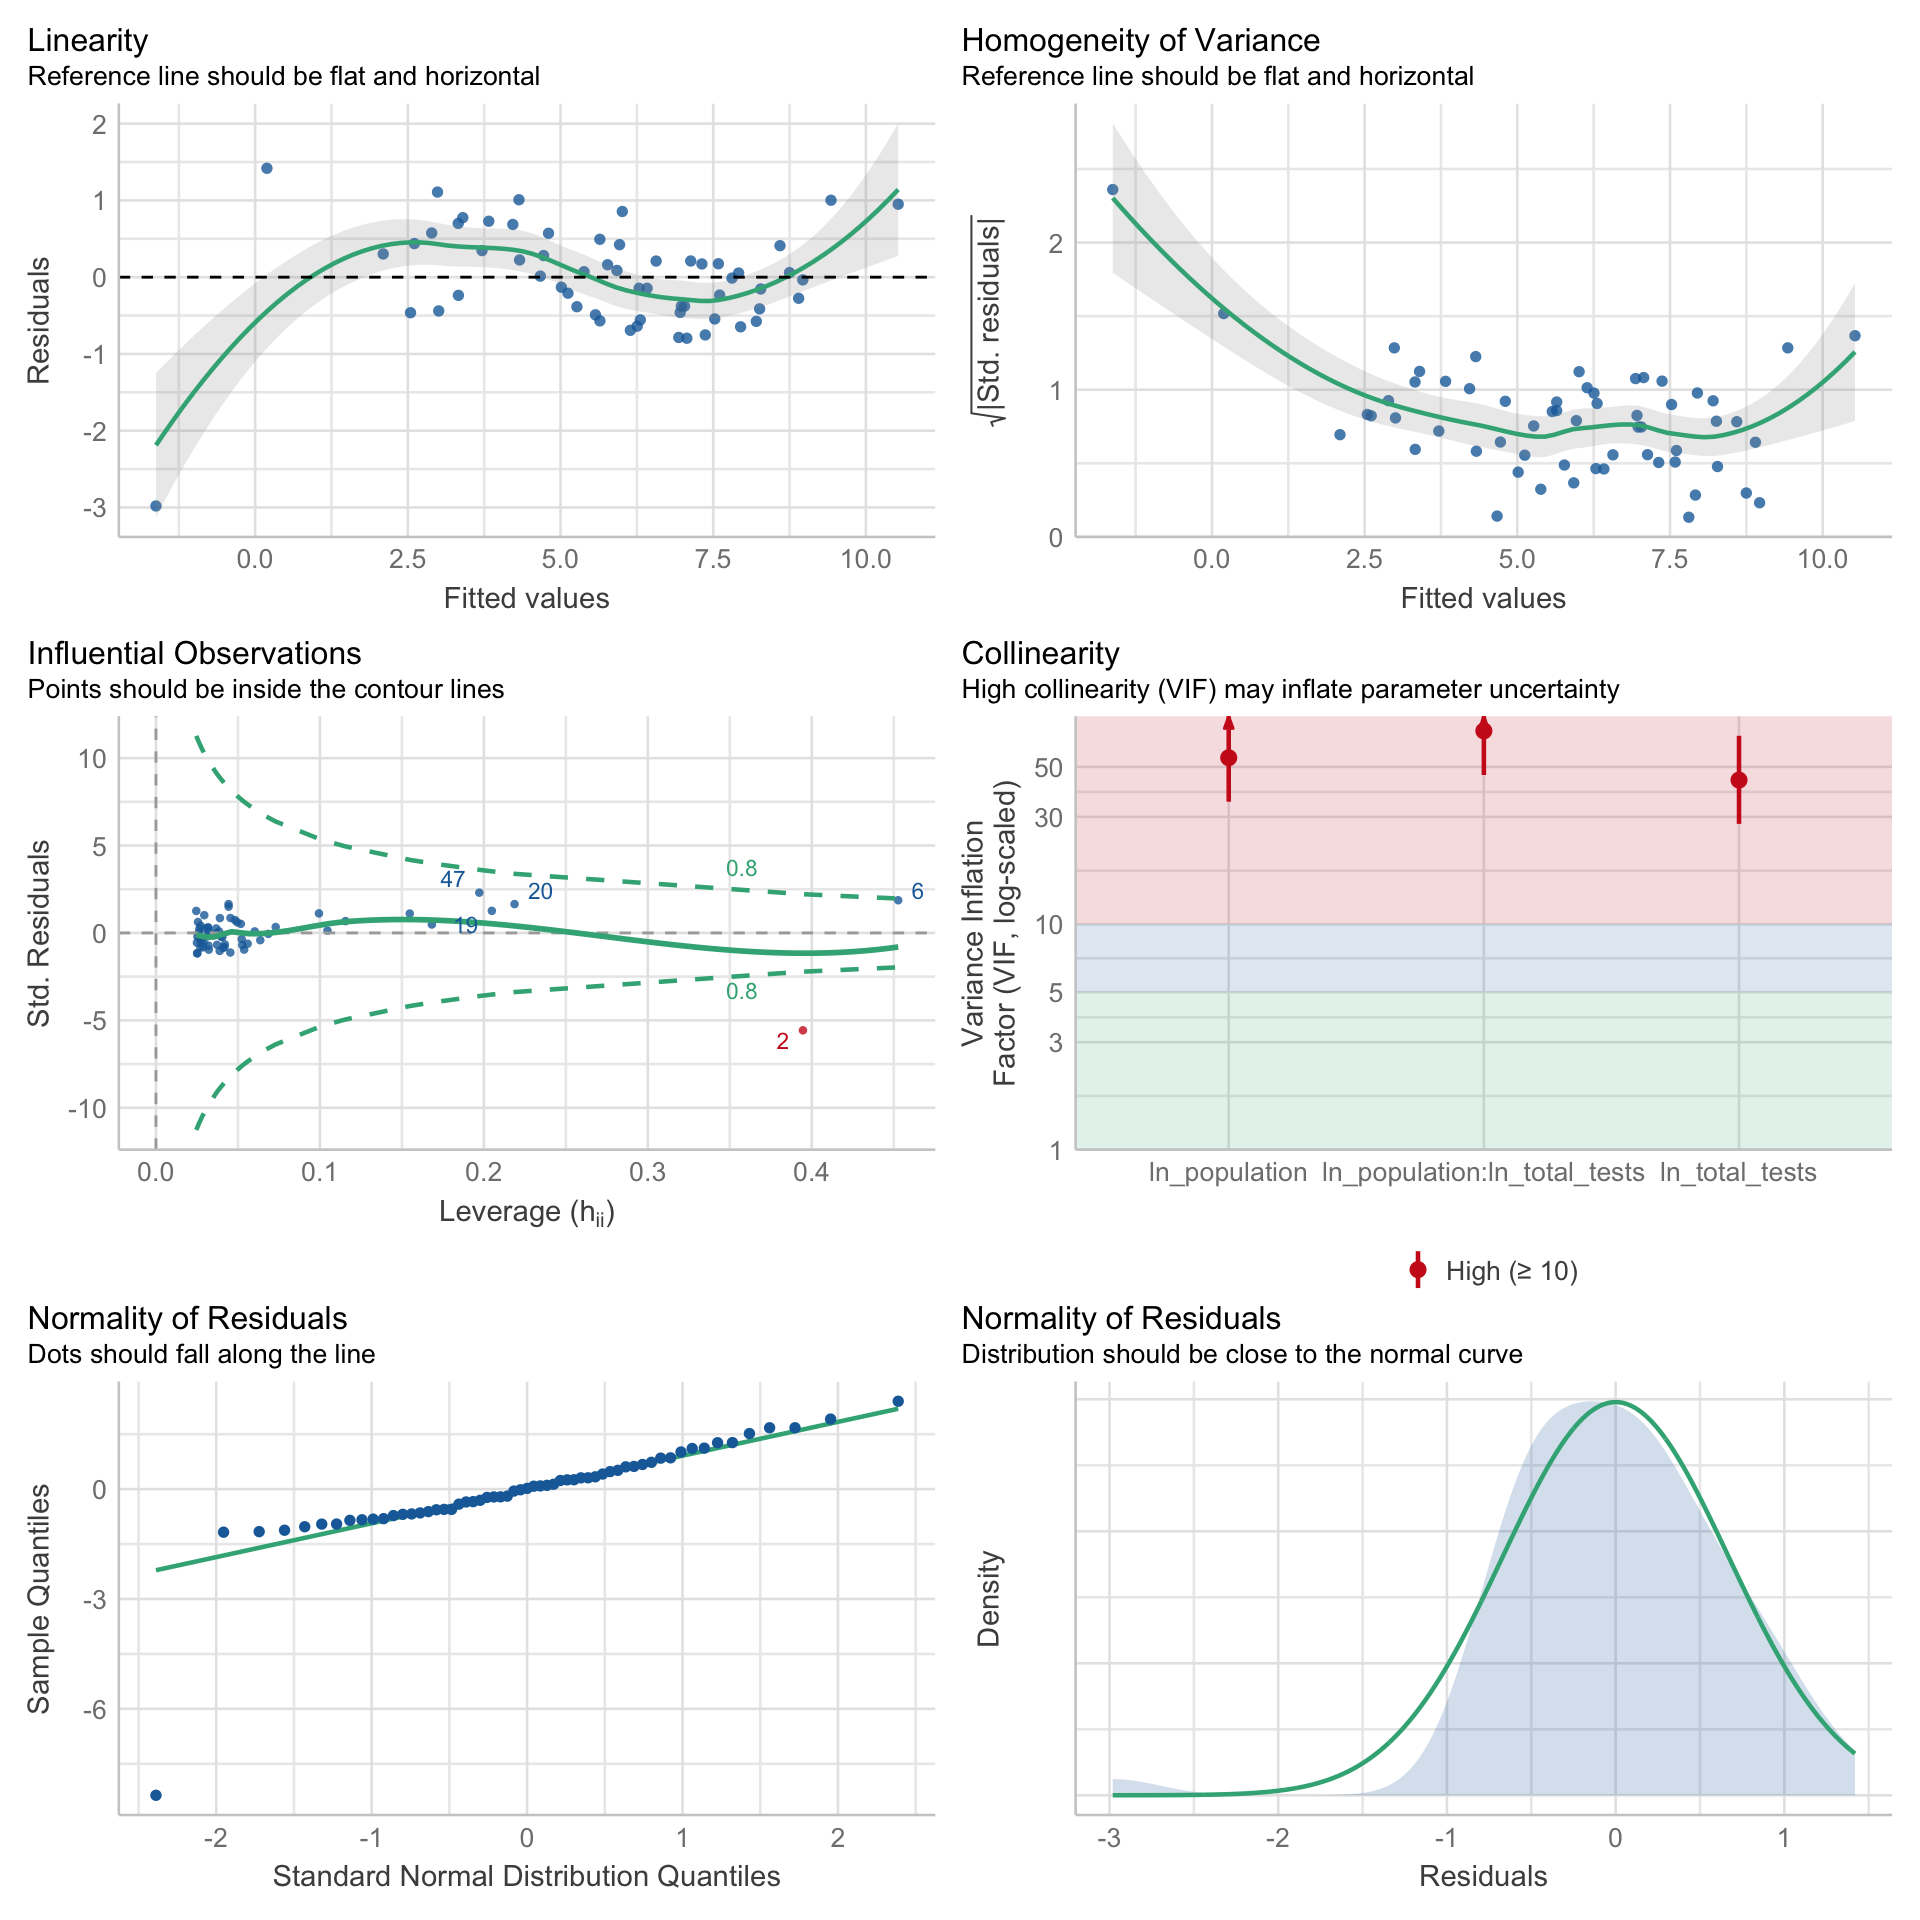 Linearity
Reference line should be flat and horizontal
2
1
0
-1
-2
-3
Residuals
0.0 2.5 5.0 7.5 10.0
Fitted values
Homogeneity of Variance
Reference line should be flat and horizontal
2
1
0
√|Std. residuals|
0.0 2.5 5.0 7.5 10.0
Fitted values
Influential Observations
Points should be inside the contour lines
10
5
0
-5
-10
Std. Residuals
0.8
47
20
6
19
0.8
2
0.0 0.1 0.2 0.3 0.4
Leverage (hii)
Collinearity
High collinearity (VIF) may inflate parameter uncertainty
50
30
10
5
3
1
Variance Inflation
Factor (VIF, log-scaled)
ln_population ln_population:ln_total_tests ln_total_tests
High (≥ 10)
Normality of Residuals
Dots should fall along the line
0
-3
-6
Sample Quantiles
-2 -1 0 1 2
Standard Normal Distribution Quantiles
Normality of Residuals
Distribution should be close to the normal curve
Density
-3 -2 -1 0 1
Residuals